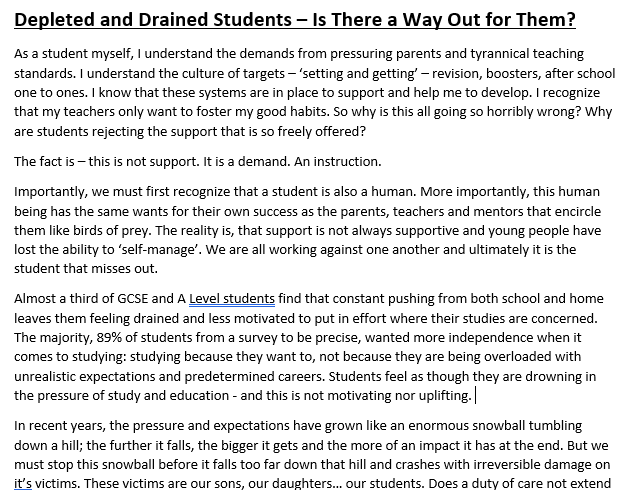 Depleted and Drained Students – Is There a Way Out for Them?
As a student myself, I understand the demands from pressuring parents and tyrannical teaching
standards. I understand the culture of targets – ‘setting and getting’ – revision, boosters, after school
one to ones. I know that these systems are in place to support and help me to develop. I recognize
that my teachers only want to foster my good habits. So why is this all going so horribly wrong? Why
are students rejecting the support that is so freely offered?
The fact is – this is not support. It is a demand. An instruction.
Importantly, we must first recognize that a student is also a human. More importantly, this human
being has the same wants for their own success as the parents, teachers and mentors that encircle
them like birds of prey. The reality is, that support is not always supportive and young people have
lost the ability to ‘self-manage’. We are all working against one another and ultimately it is the
student that misses out.
Almost a third of GCSE and A Level students find that constant pushing from both school and home
leaves them feeling drained and less motivated to put in effort where their studies are concerned.
The majority, 89% of students from a survey to be precise, wanted more independence when it
comes to studying: studying because they want to, not because they are being overloaded with
unrealistic expectations and predetermined careers. Students feel as though they are drowning in
the pressure of study and education - and this is not motivating nor uplifting.
In recent years, the pressure and expectations have grown like an enormous snowball tumbling
down a hill; the further it falls, the bigger it gets and the more of an impact it has at the end. But we
must stop this snowball before it falls too far down that hill and crashes with irreversible damage on
it’s victims. These victims are our sons, our daughters… our students. Does a duty of care not extend